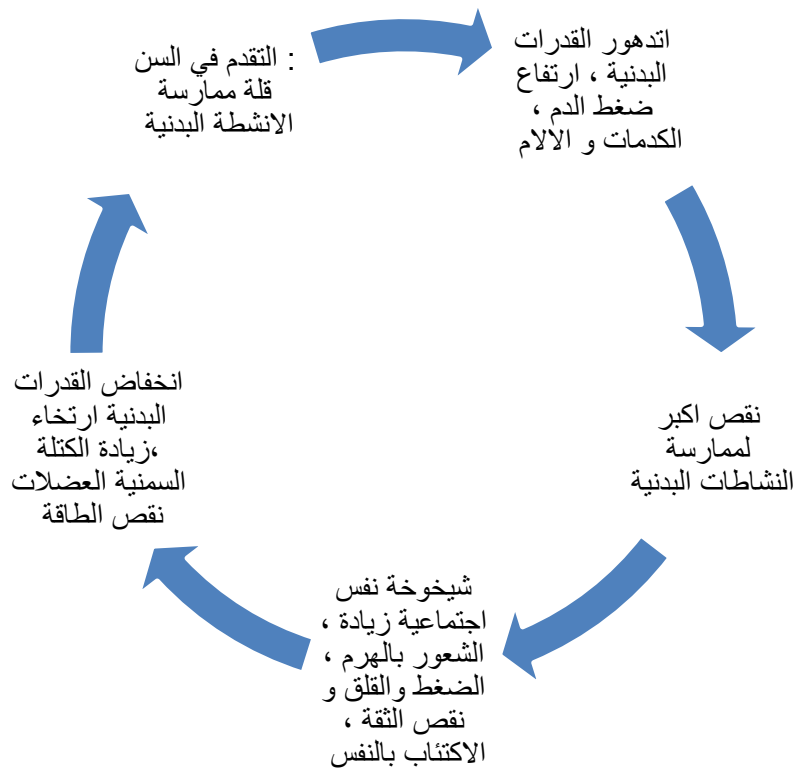 : التقدم في السن
قلة ممارسة
الانشطة البدنية
اتدهور القدرات
البدنية ، ارتفاع
ضغط الدم ،
الكدمات و الالام
نقص اكبر
لممارسة
النشاطات البدنية
شيخوخة نفس
اجتماعية زيادة ،
الشعور بالهرم ،
الضغط والقلق و
نقص الثقة ،
الاكتئاب بالنفس
انخفاض القدرات
البدنية ارتخاء
،زيادة الكتلة
السمنية العضلات
نقص الطاقة